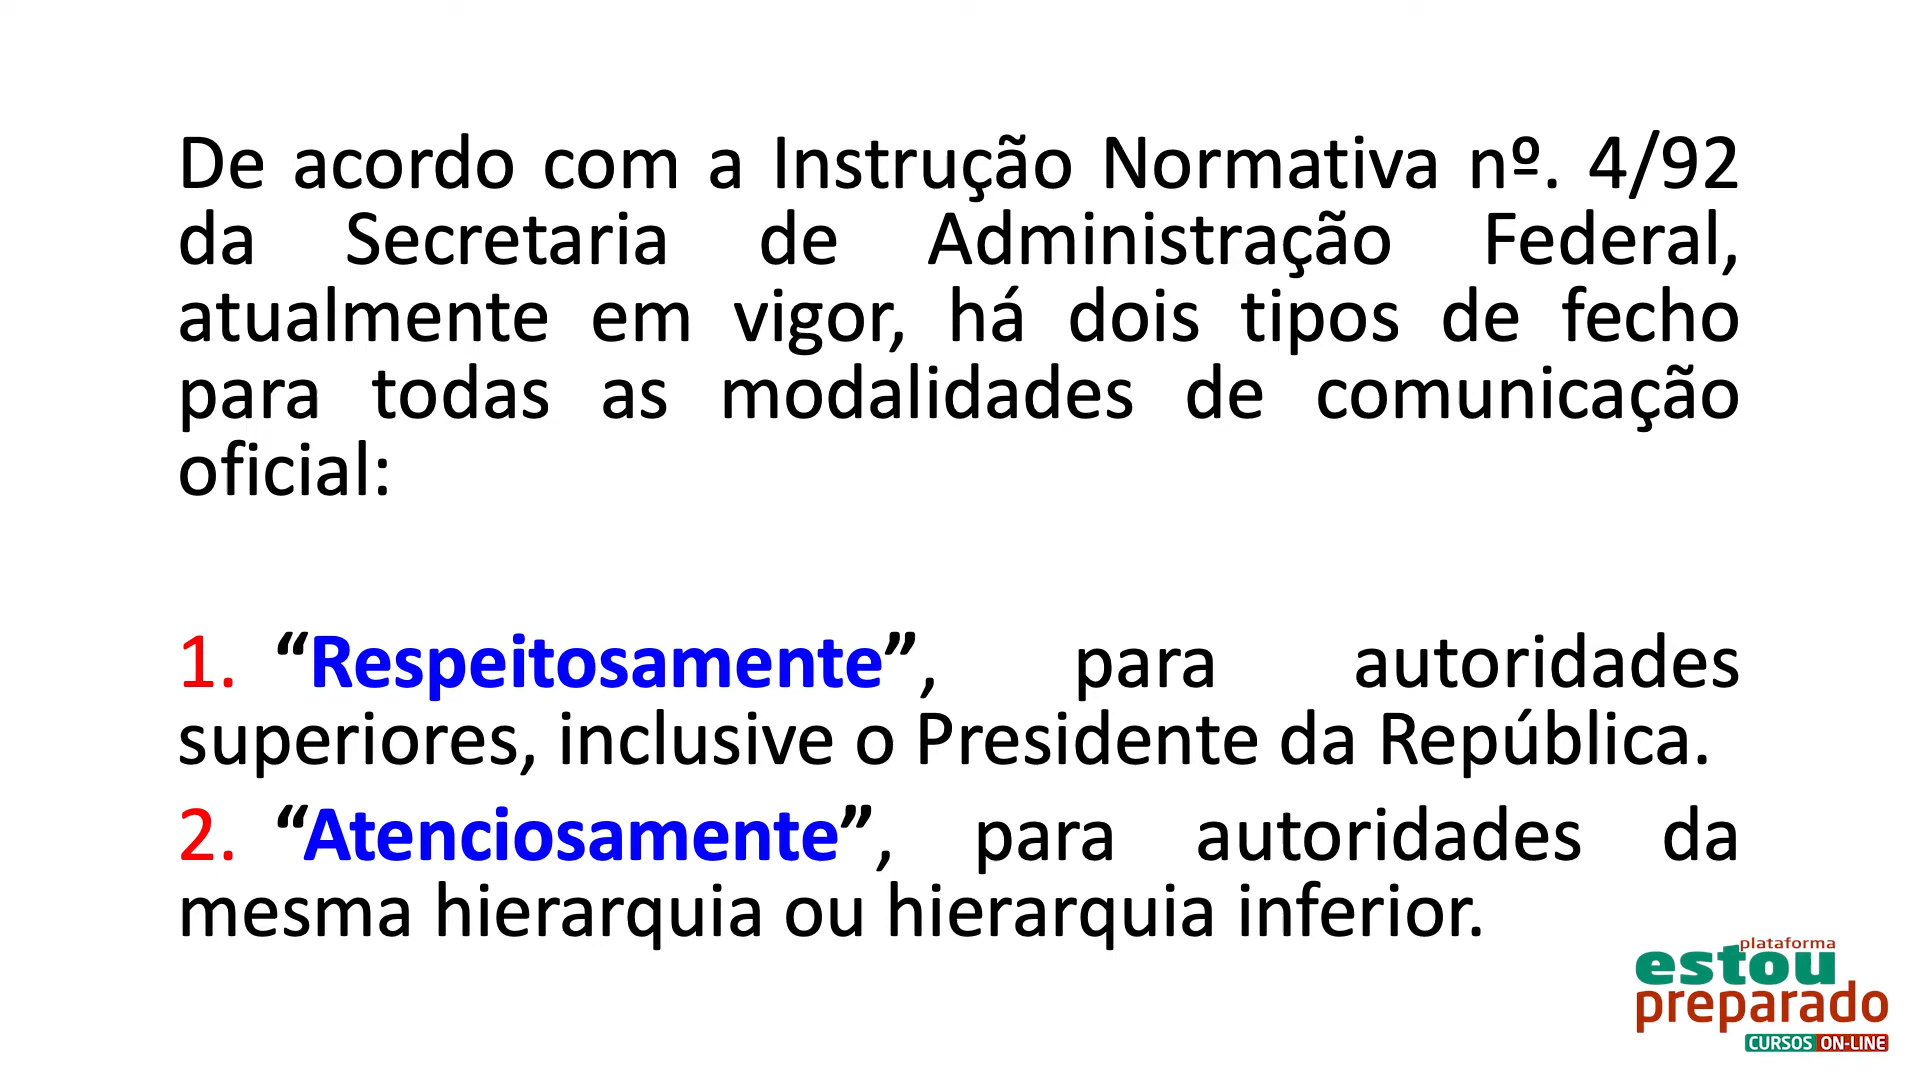 De acordo com a Instrução Normativa nº. 4/92
da Secretaria de Administração Federal,
atualmente em vigor, há dois tipos de fecho
para todas as modalidades de comunicação
oficial:
1. “Respeitosamente”, para autoridades
superiores, inclusive o Presidente da República.
2. “Atenciosamente”, para autoridades da
mesma hierarquia ou hierarquia inferior.
plataforma
estou
preparado
CURSOS ON-LINE